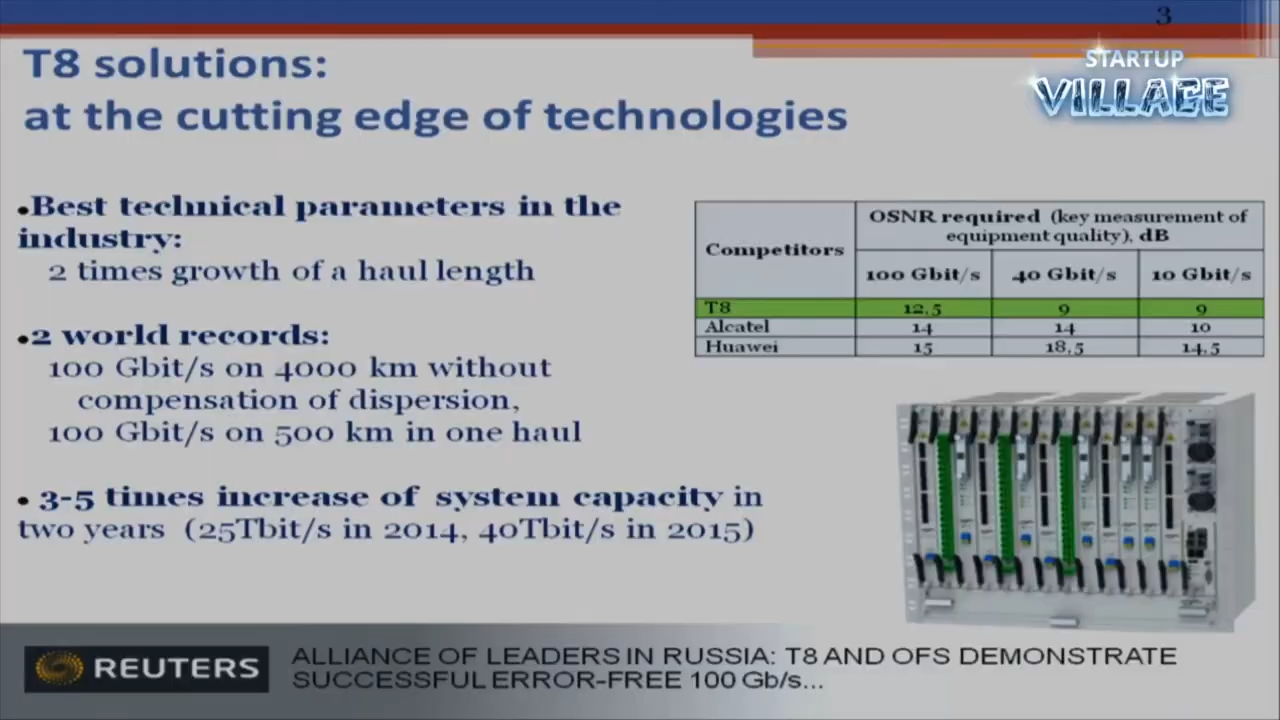 3
STARTUP
VILLAGE
T8 solutions:
at the cutting edge of technologies
•Best technical parameters in the
industry:
2 times growth of a haul length
•2 world records:
100 Gbit/s on 4000 km without
compensation of dispersion,
100 Gbit/s on 500 km in one haul
• 3-5 times increase of system capacity in
two years (25Tbit/s in 2014, 40Tbit/s in 2015)
Competitors
OSNR required (key measurement of
equipment quality), dB
100 Gbit/s 40 Gbit/s 10 Gbit/s
T8 12,5 9 9
Alcatel 14 14 10
Huawei 15 18,5 14,5
REUTERS
ALLIANCE OF LEADERS IN RUSSIA: T8 AND OFS DEMONSTRATE
SUCCESSFUL ERROR-FREE 100 Gb/s...